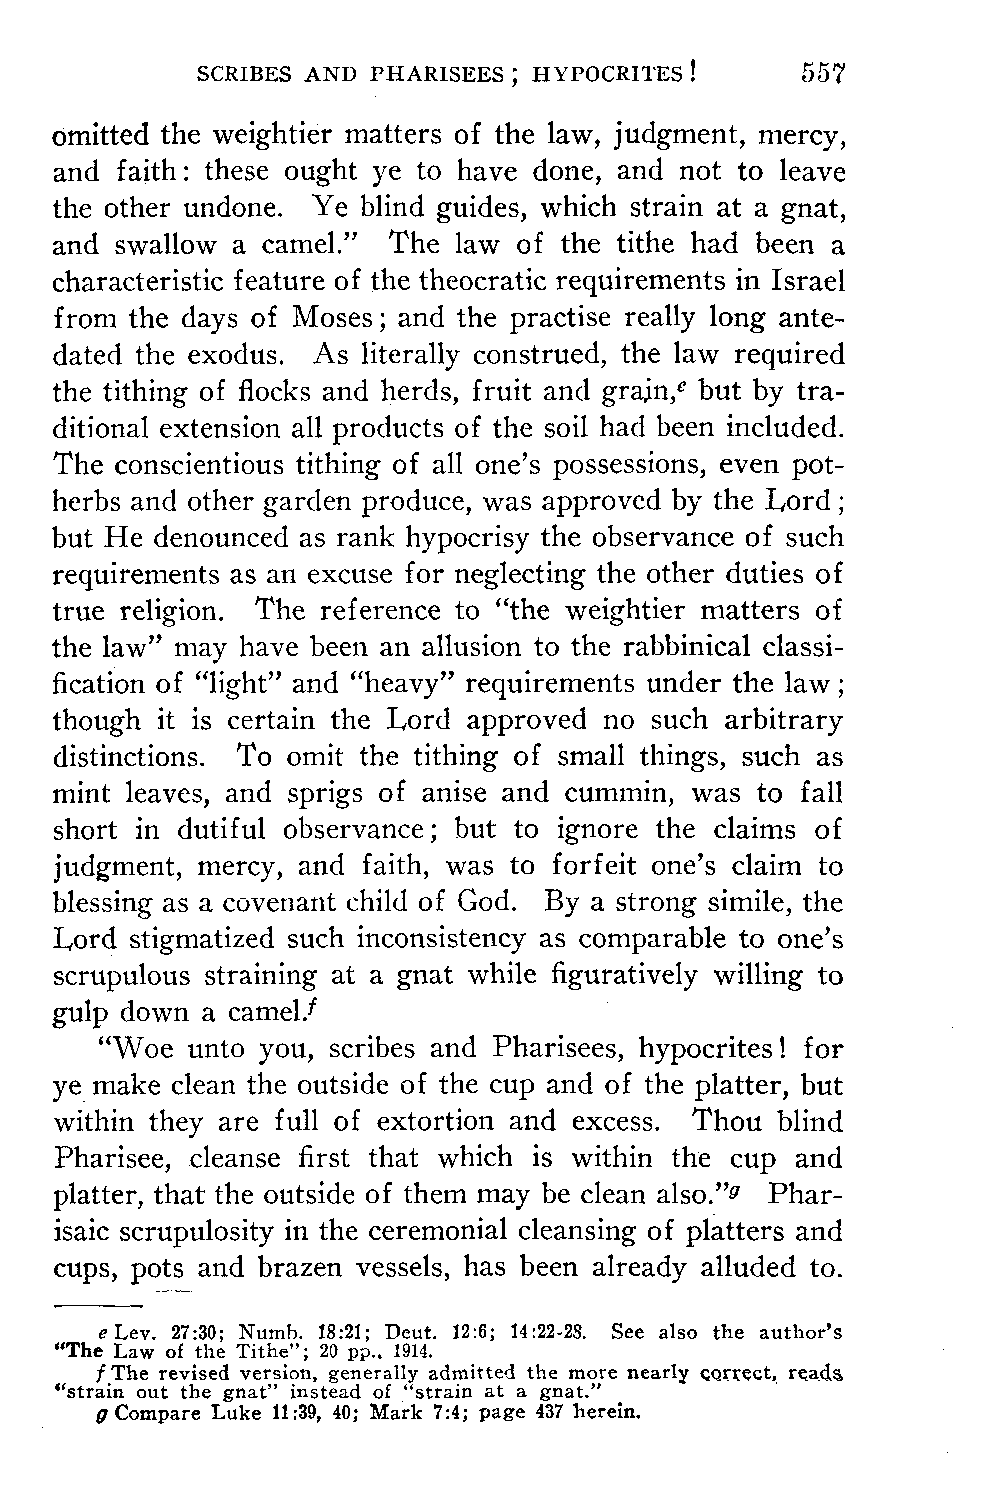 SCRIBES AND PHARISEES; HYPOCRITES! 557
omitted the weightier matters of the law, judgment, mercy,
and faith: these ought ye to have done, and not to leave
the other undone. Ye blind guides, which strain at a gnat,
and swallow a camel.” The law of the tithe had been a
characteristic feature of the theocratic requirements in Israel
from the days of Moses; and the practise really long ante-
dated the exodus. As literally construed, the law required
the tithing of flocks and herds, fruit and grain,e but by tra-
ditional extension all products of the soil had been included.
The conscientious tithing of all one’s possessions, even pot-
herbs and other garden produce, was approved by the Lord;
but He denounced as rank hypocrisy the observance of such
requirements as an excuse for neglecting the other duties of
true religion. The reference to “the weightier matters of
the law” may have been an allusion to the rabbinical classi-
fication of “light” and “heavy” requirements under the law;
though it is certain the Lord approved no such arbitrary
distinctions. To omit the tithing of small things, such as
mint leaves, and sprigs of anise and cummin, was to fall
short in dutiful observance; but to ignore the claims of
judgment, mercy, and faith, was to forfeit one’s claim to
blessing as a covenant child of God. By a strong simile, the
Lord stigmatized such inconsistency as comparable to one’s
scrupulous straining at a gnat while figuratively willing to
gulp down a camel.f
“Woe unto you, scribes and Pharisees, hypocrites! for
ye make clean the outside of the cup and of the platter, but
within they are full of extortion and excess. Thou blind
Pharisee, cleanse first that which is within the cup and
platter, that the outside of them may be clean also.”g Phar-
isaic scrupulosity in the ceremonial cleansing of platters and
cups, pots and brazen vessels, has been already alluded to.
e Lev. 27:30; Numb. 18:21; Deut. 12:6; 14:22-28. See also the author’s
“The Law of the Tithe”; 20 pp., 1914.
f The revised version, generally admitted the more nearly correct, reads
“strain out the gnat” instead of “strain at a gnat.”
g Compare Luke 11:39, 40; Mark 7:4; page 437 herein.